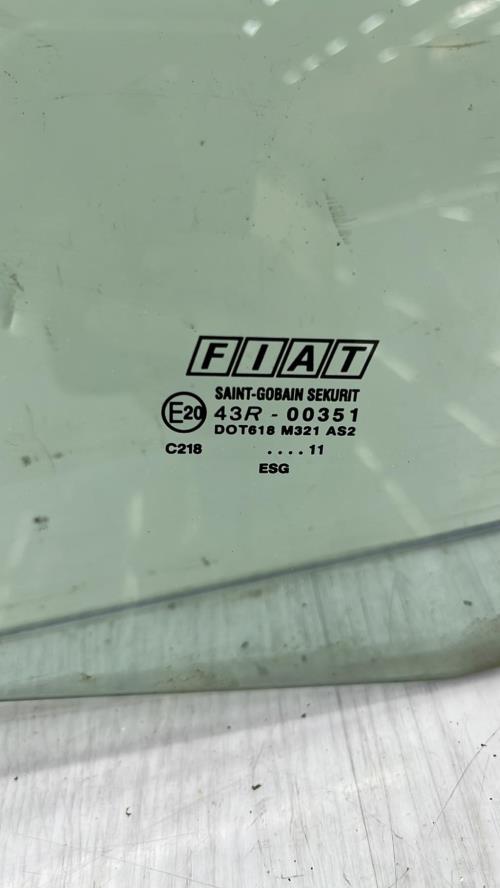 FIAT
SAINT-GOBAIN SEKURIT
E20 43R - 00351
DOT618 M321 AS2
C218 ....11
ESG